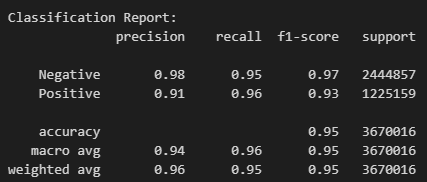 Classification Report:
precision recall f1-score support
Negative 0.98 0.95 0.97 2444857
Positive 0.91 0.96 0.93 1225159
accuracy 0.95 3670016
macro avg 0.94 0.96 0.95 3670016
weighted avg 0.96 0.95 0.95 3670016